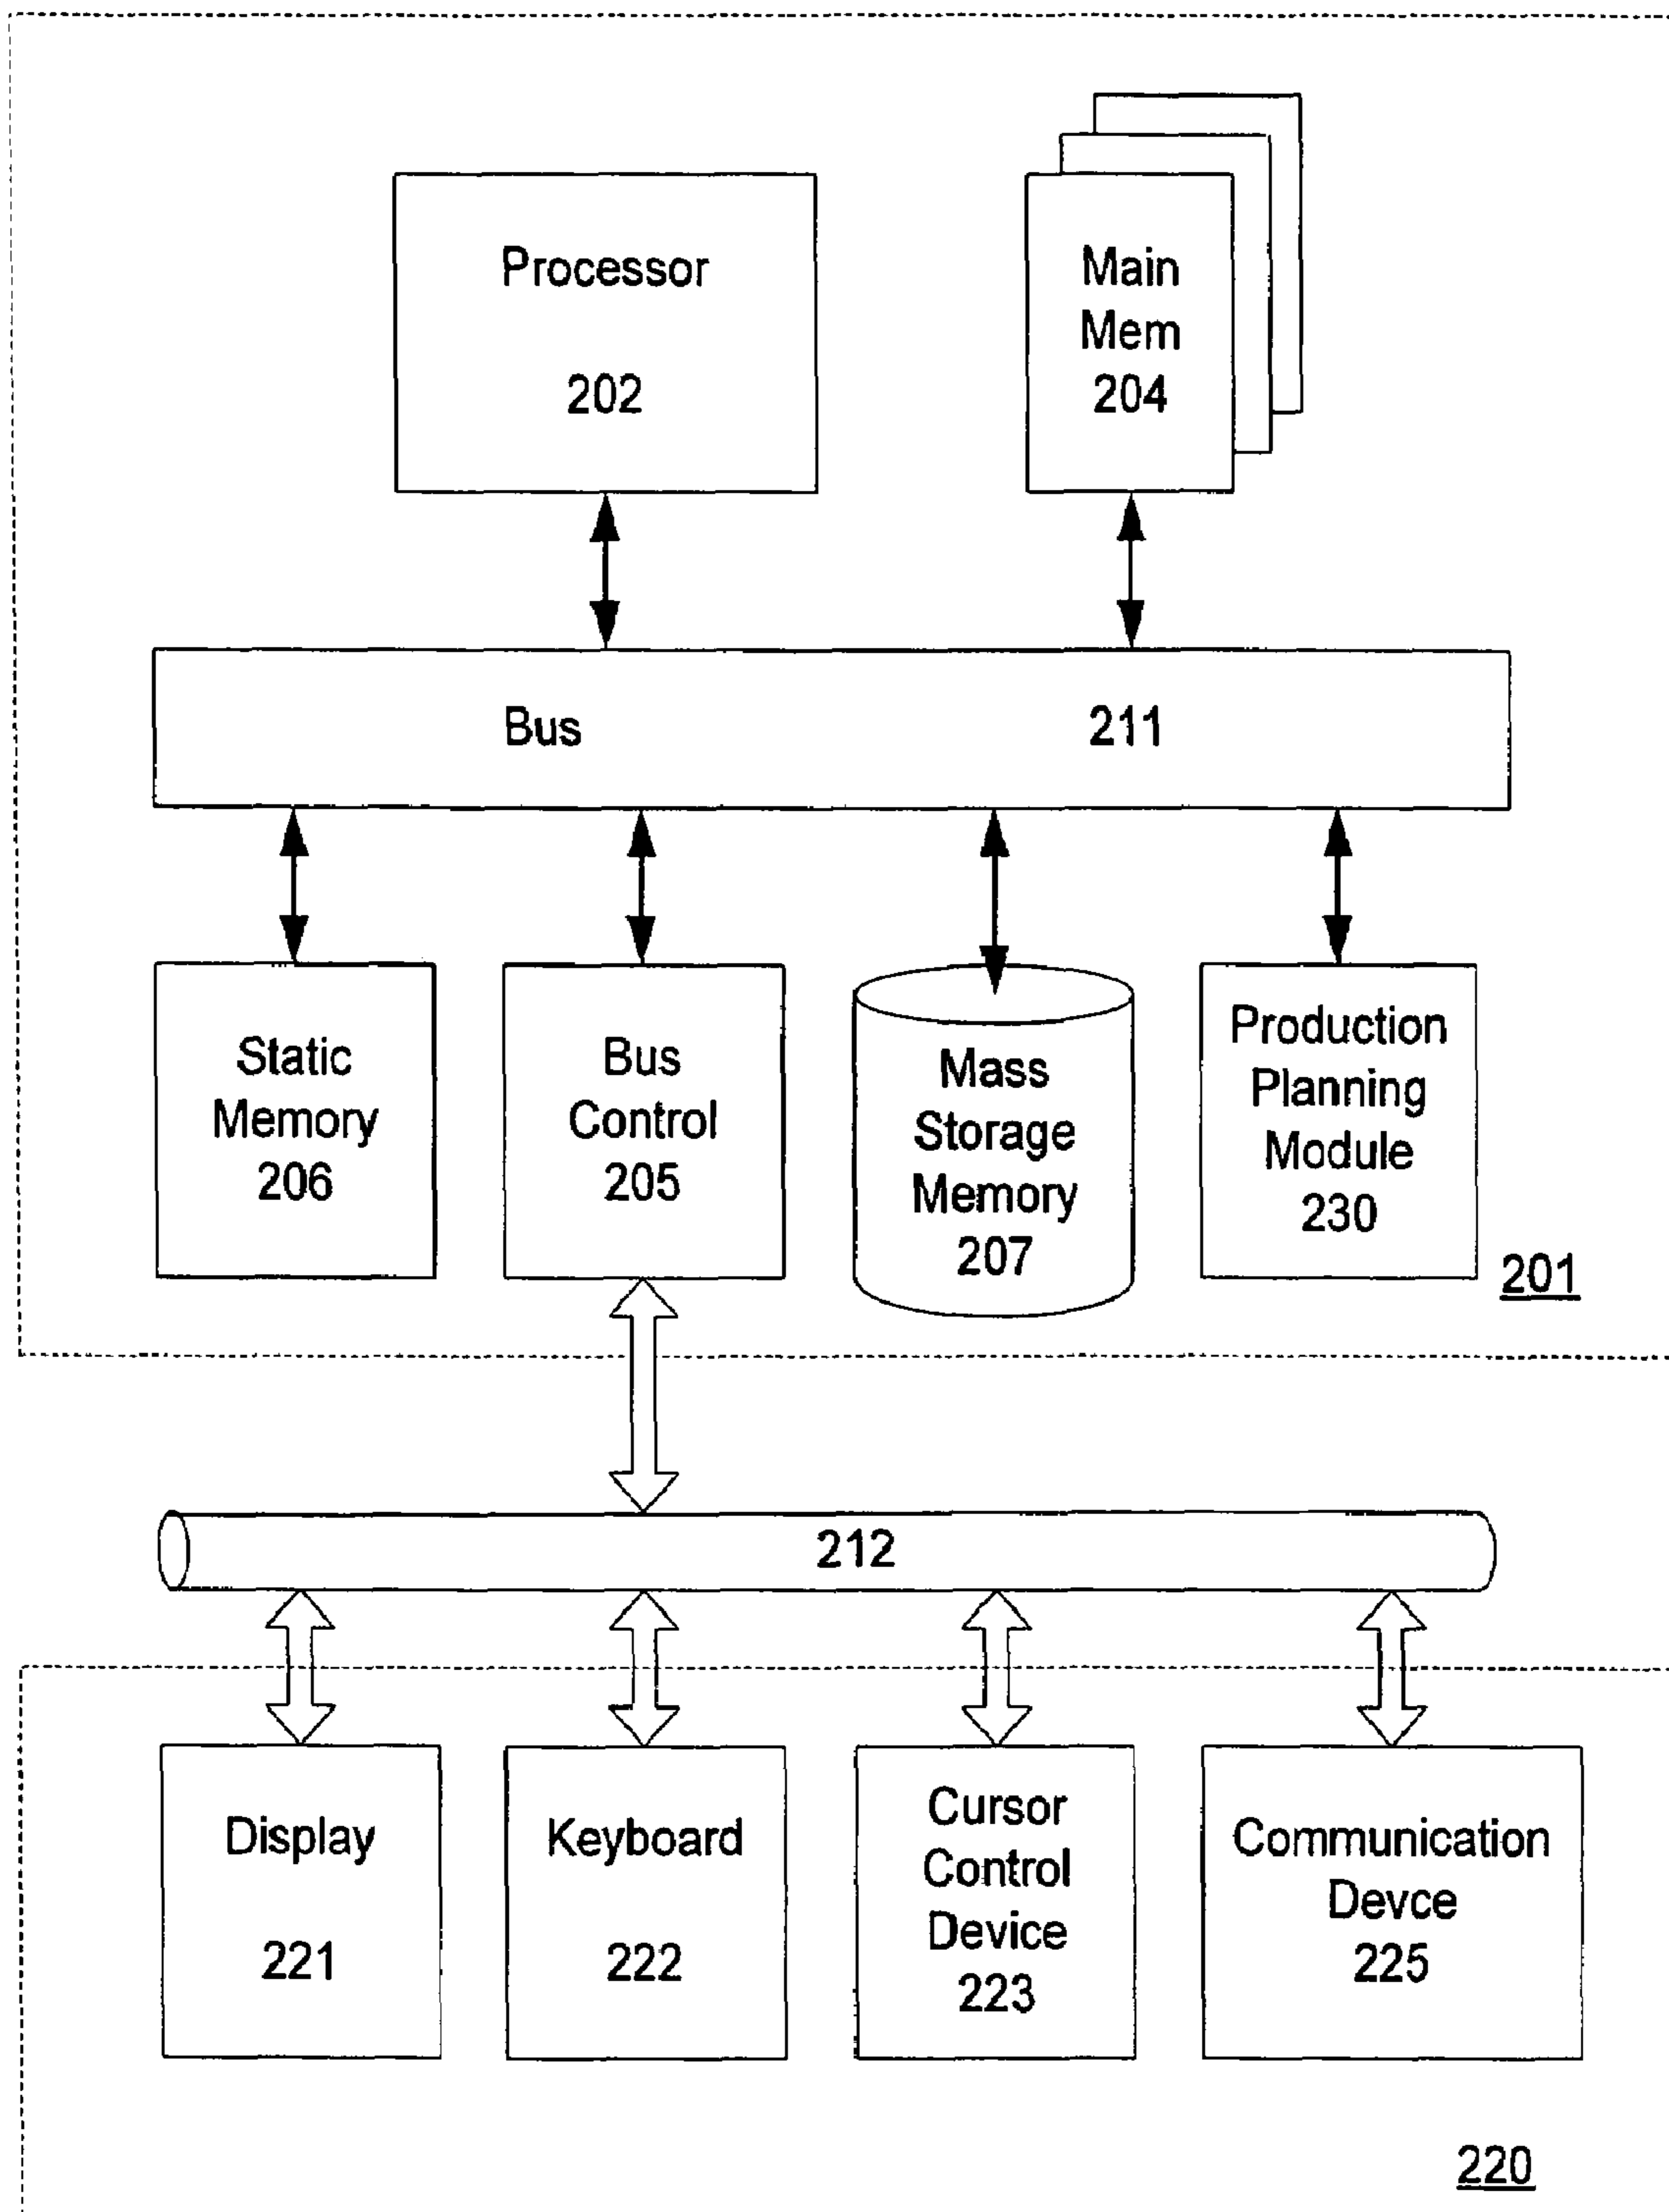 Processor
202
Main
Mem
204
Bus 211
Static
Memory
206
Bus
Control
205
Mass
Storage
Memory
207
Production
Planning
Module
230
201
212
Display
221
Keyboard
222
Cursor
Control
Device
223
Communication
Devce
225
220